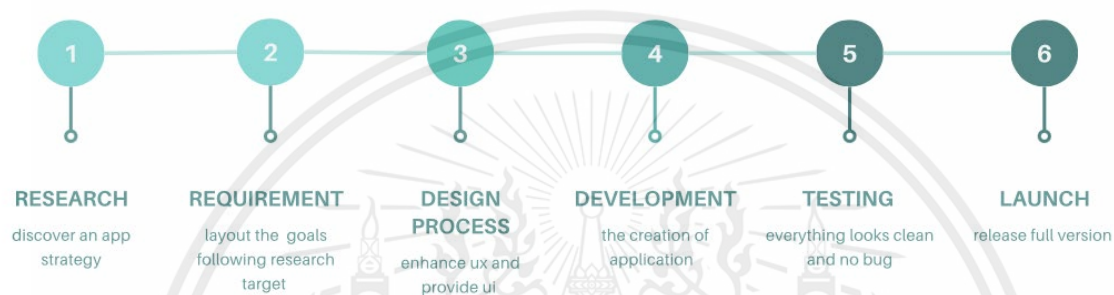 1
2
3
4
5
6
RESEARCH
discover an app
strategy
REQUIREMENT
layout the goals
following research
target
DESIGN
PROCESS
enhance ux and
provide ui
DEVELOPMENT
the creation of
application
TESTING
everything looks clean
and no bug
LAUNCH
release full version